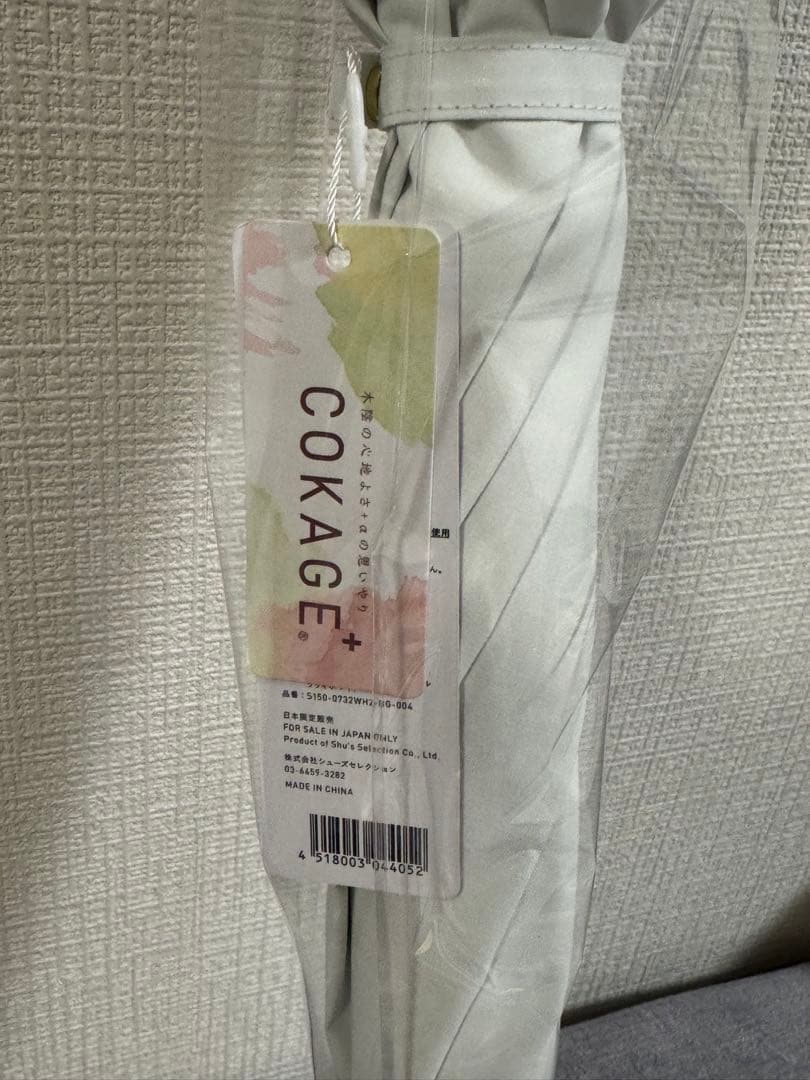 木陰の心地よさ+αの思いやり
COKAGE+
®
使用
ん。
品番：5150-0732WH2-BG-004
日本限定販売
FOR SALE IN JAPAN ONLY
Product of Shu's Selection Co., Ltd.
株式会社シューズセレクション
03-6459-3282
MADE IN CHINA
4 518003 044052